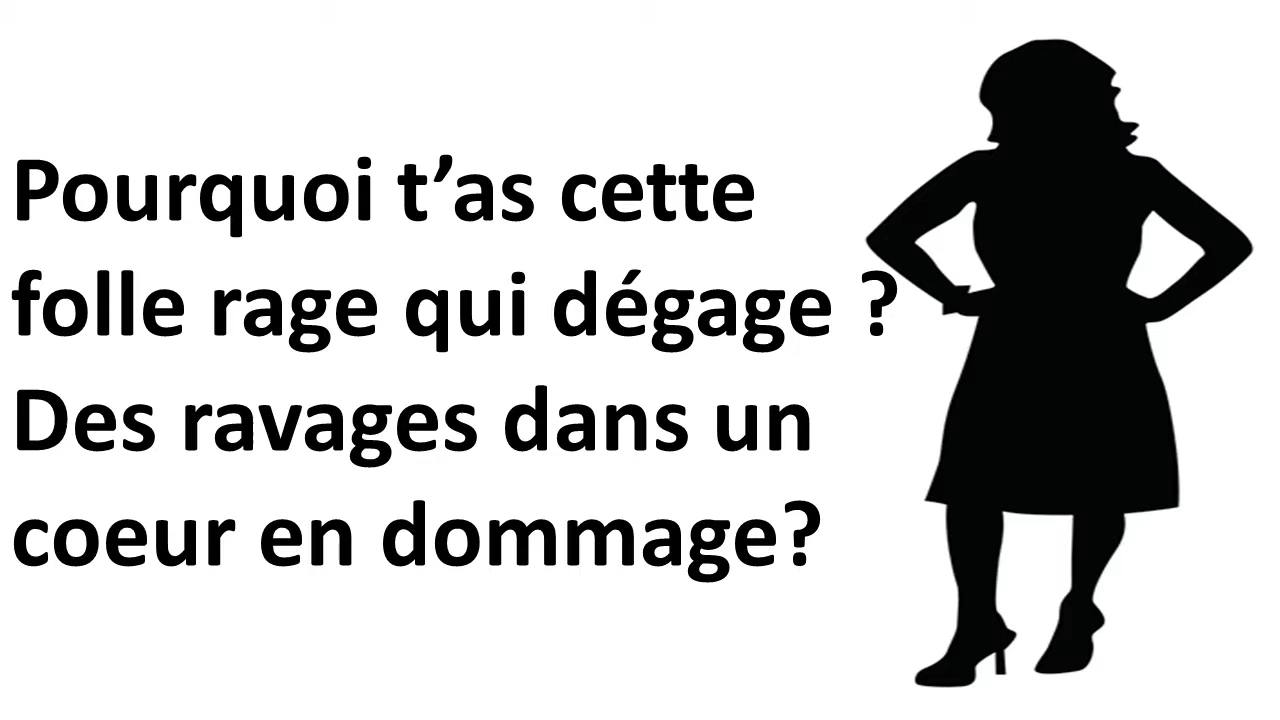 Pourquoi t’as cette
folle rage qui dégage ?
Des ravages dans un
coeur en dommage?